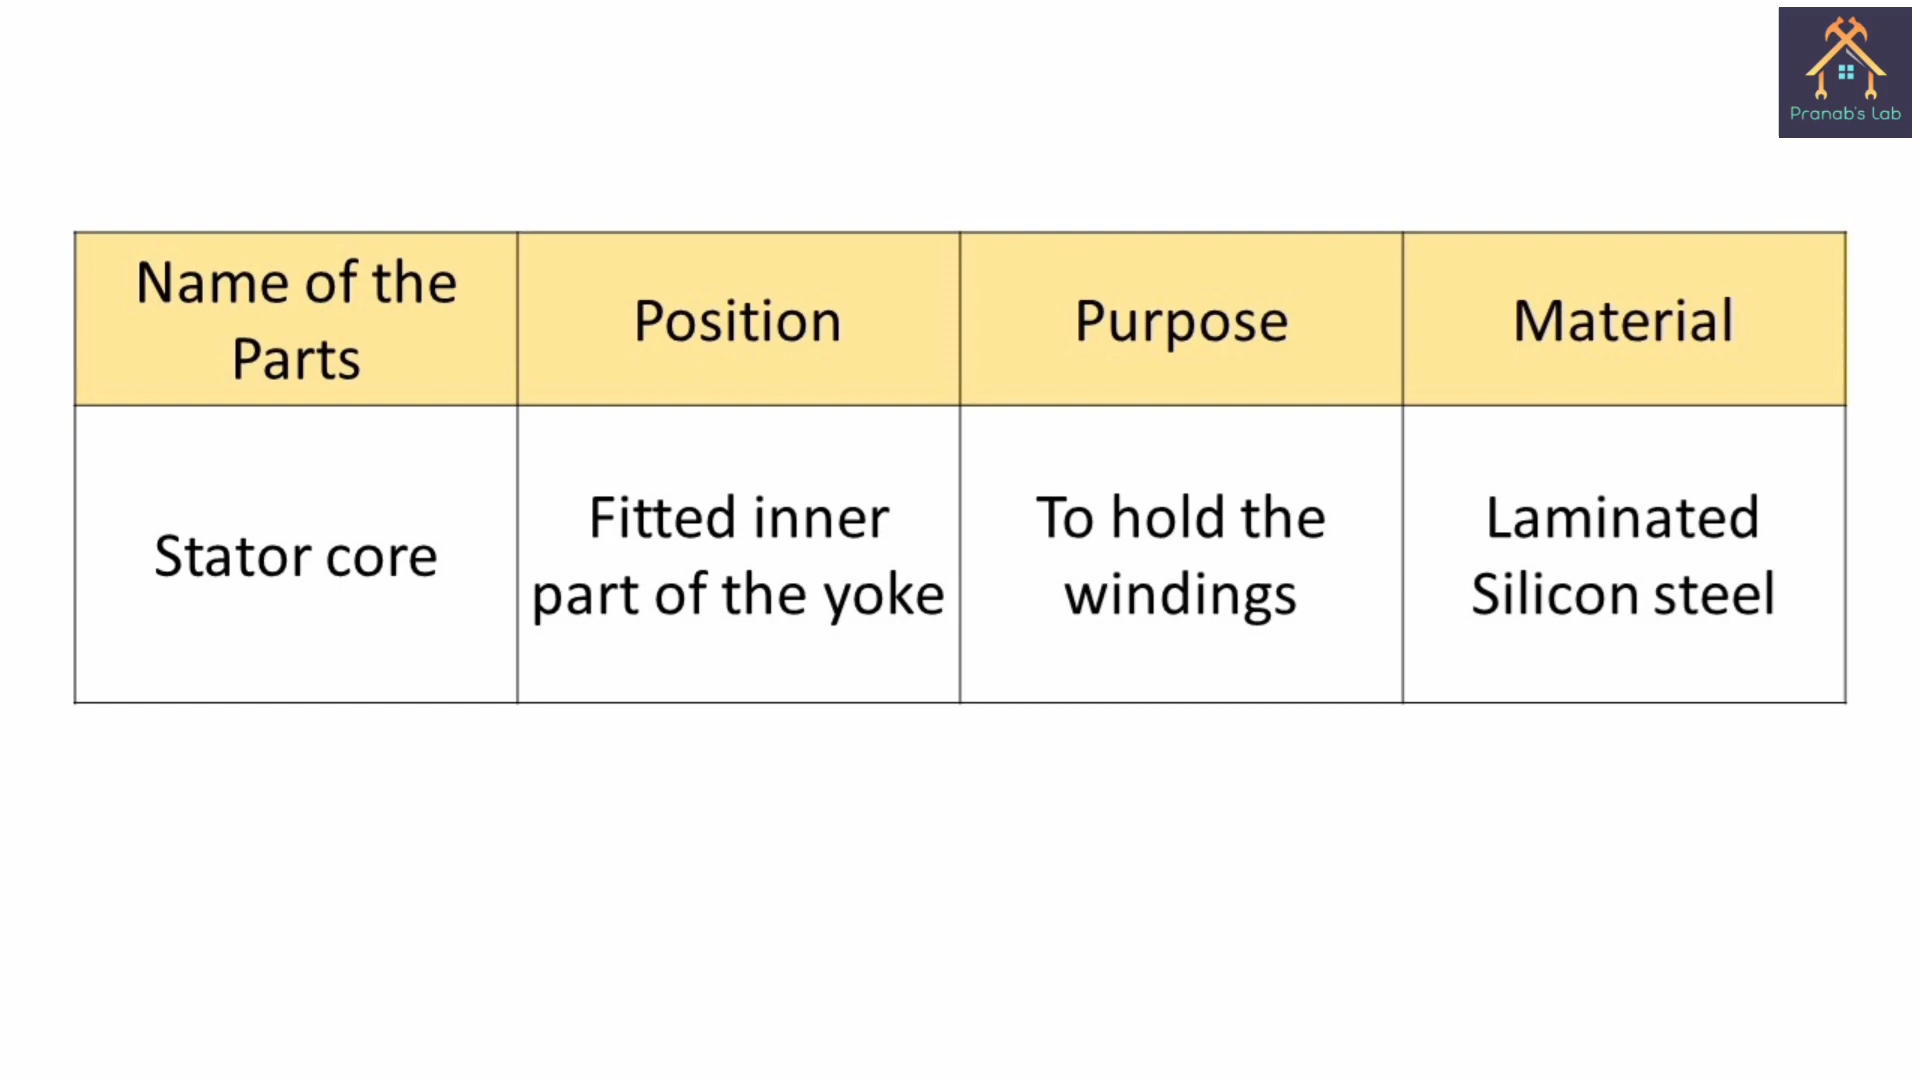 Pranab's Lab
Name of the
Parts
Position
Purpose
Material
Stator core
Fitted inner
part of the yoke
To hold the
windings
Laminated
Silicon steel